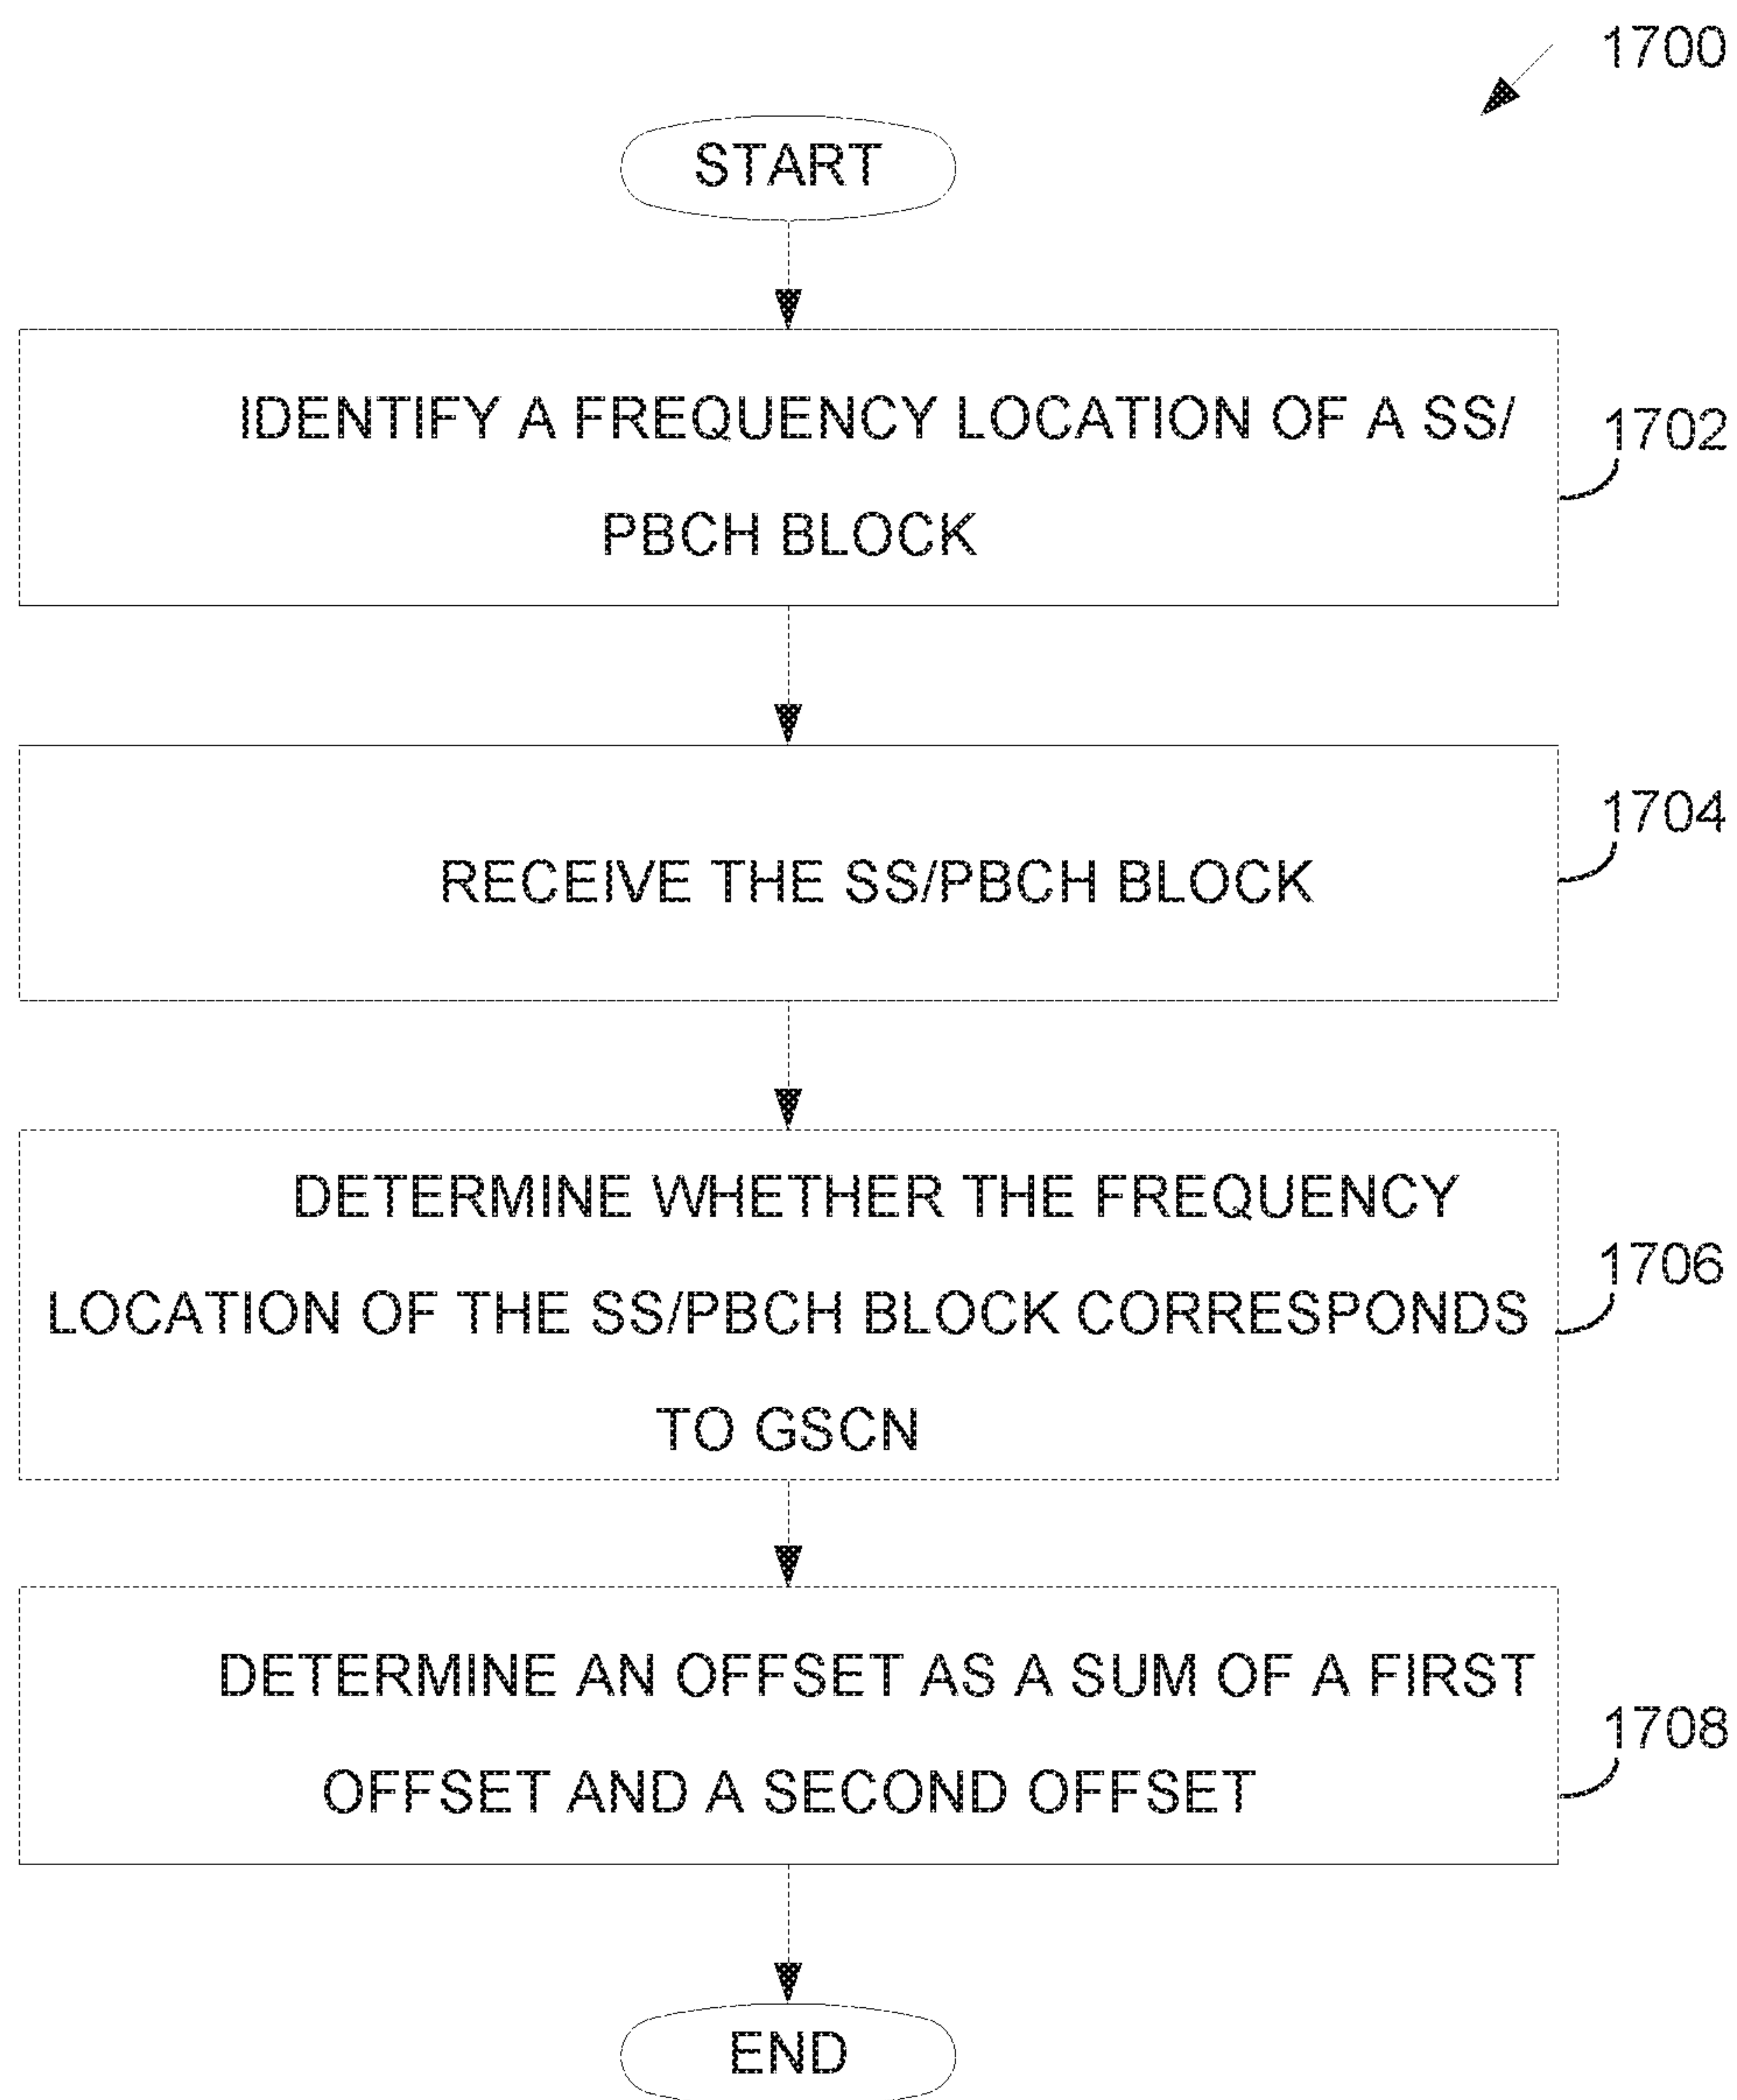 1700
START
IDENTIFY A FREQUENCY LOCATION OF A SS/
PBCH BLOCK
1702
RECEIVE THE SS/PBCH BLOCK
1704
DETERMINE WHETHER THE FREQUENCY
LOCATION OF THE SS/PBCH BLOCK CORRESPONDS
TO GSCN
1706
DETERMINE AN OFFSET AS A SUM OF A FIRST
OFFSET AND A SECOND OFFSET
1708
END